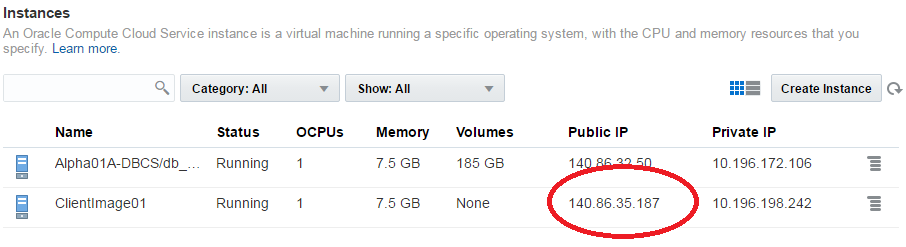 Instances
An Oracle Compute Cloud Service instance is a virtual machine running a specific operating system, with the CPU and memory resources that you
specify. Learn more.
Category: All Show: All Create Instance
Name Status OCPUs Memory Volumes Public IP Private IP
Alpha01A-DBCS/db_... Running 1 7.5 GB 185 GB 140.86.32.50 10.196.172.106
ClientImage01 Running 1 7.5 GB None 140.86.35.187 10.196.198.242